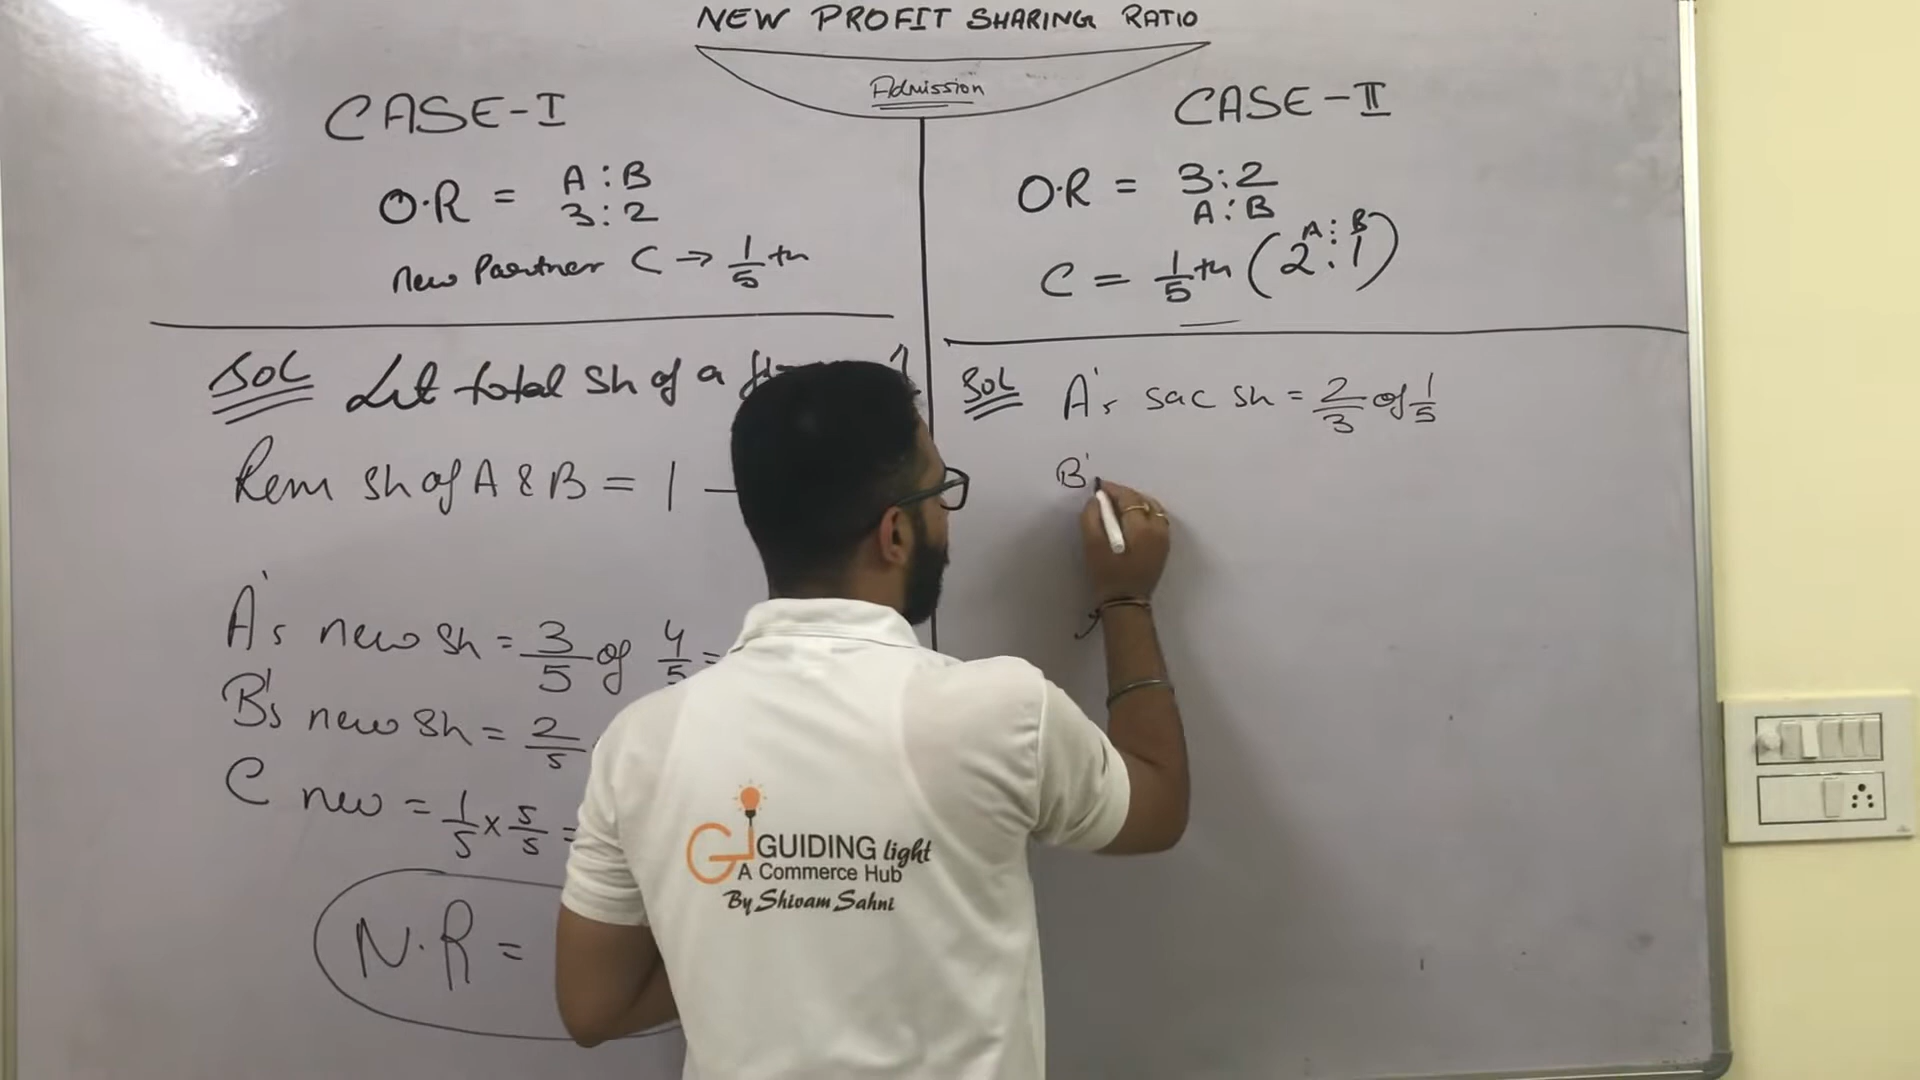 NEW PROFIT SHARING RATIO
Admission
CASE-I
O.R = A : B
3 : 2
New Partner C → 1/5 th
Sol Let total Sh of a
Rem Sh of A & B = 1 —
A's new Sh = 3/5 of 4/5 =
B's new Sh = 2/5
C new = 1/5 × 5/5 =
N.R =
CASE-II
O.R = 3:2
A:B
C = 1/5 th (2:1)
A : B
Sol A's sac sh = 2/3 of 1/5
B'
GUIDING light
A Commerce Hub
By Shivam Sahni